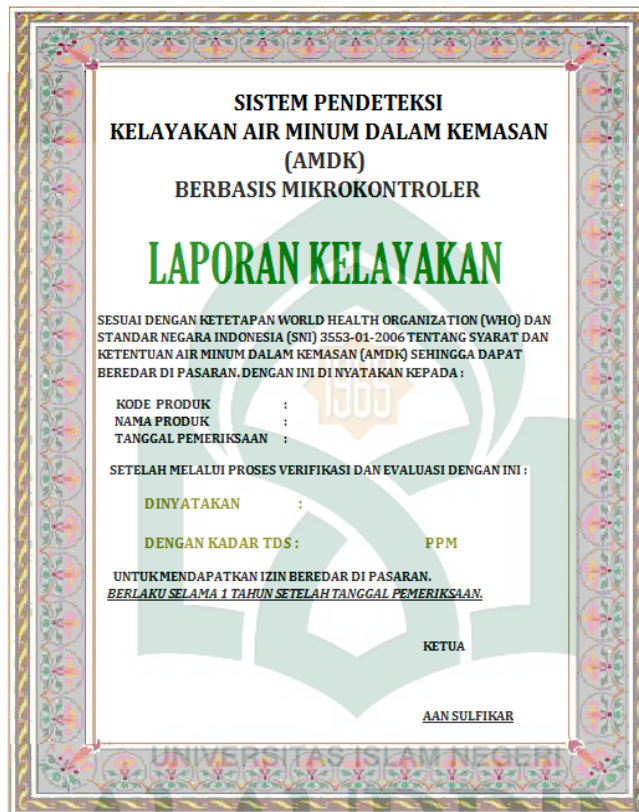 SISTEM PENDETEKSI
KELAYAKAN AIR MINUM DALAM KEMASAN
(AMDK)
BERBASIS MIKROKONTROLER
LAPORAN KELAYAKAN
SESUAI DENGAN KETETAPAN WORLD HEALTH ORGANIZATION (WHO) DAN
STANDAR NEGARA INDONESIA (SNI) 3553-01-2006 TENTANG SYARAT DAN
KETENTUAN AIR MINUM DALAM KEMASAN (AMDK) SEHINGGA DAPAT
BEREDAR DI PASARAN. DENGAN INI DI NYATAKAN KEPADA :
1965
KODE PRODUK :
NAMA PRODUK :
TANGGAL PEMERIKSAAN :
SETELAH MELALUI PROSES VERIFIKASI DAN EVALUASI DENGAN INI :
DINYATAKAN :
DENGAN KADAR TDS : PPM
UNTUK MENDAPATKAN IZIN BEREDAR DI PASARAN.
BERLAKU SELAMA 1 TAHUN SETELAH TANGGAL PEMERIKSAAN.
KETUA
AAN SULFIKAR
UNIVERSITAS ISLAM NEGERI